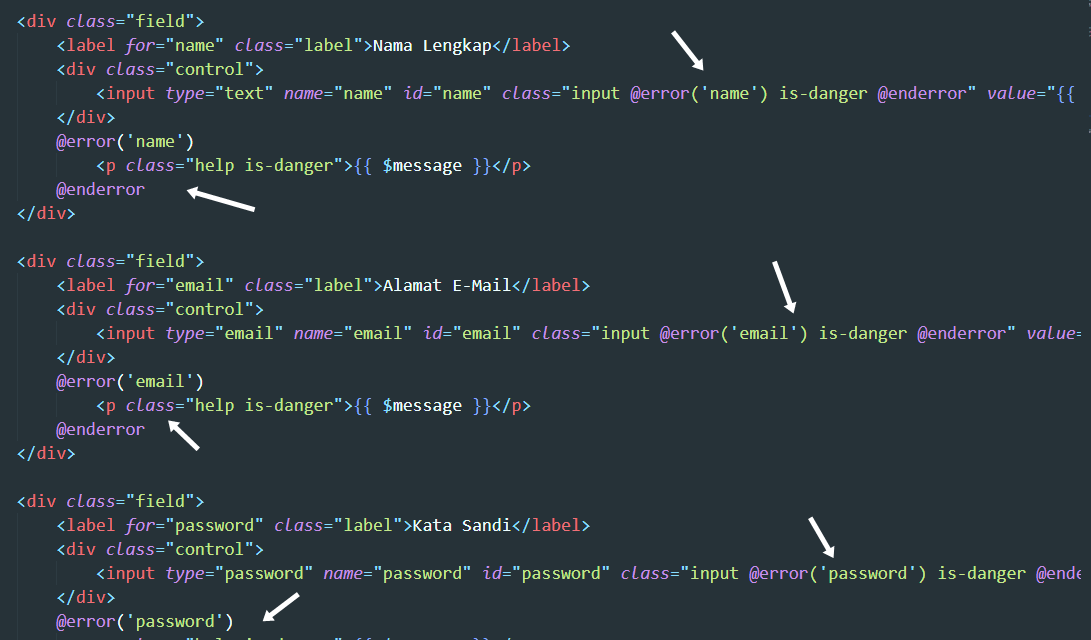 <div class="field">
<label for="name" class="label">Nama Lengkap</label>
<div class="control">
<input type="text" name="name" id="name" class="input @error('name') is-danger @enderror" value="{{
</div>
@error('name')
<p class="help is-danger">{{ $message }}</p>
@enderror
</div>
<div class="field">
<label for="email" class="label">Alamat E-Mail</label>
<div class="control">
<input type="email" name="email" id="email" class="input @error('email') is-danger @enderror" value=
</div>
@error('email')
<p class="help is-danger">{{ $message }}</p>
@enderror
</div>
<div class="field">
<label for="password" class="label">Kata Sandi</label>
<div class="control">
<input type="password" name="password" id="password" class="input @error('password') is-danger @ende
</div>
@error('password')